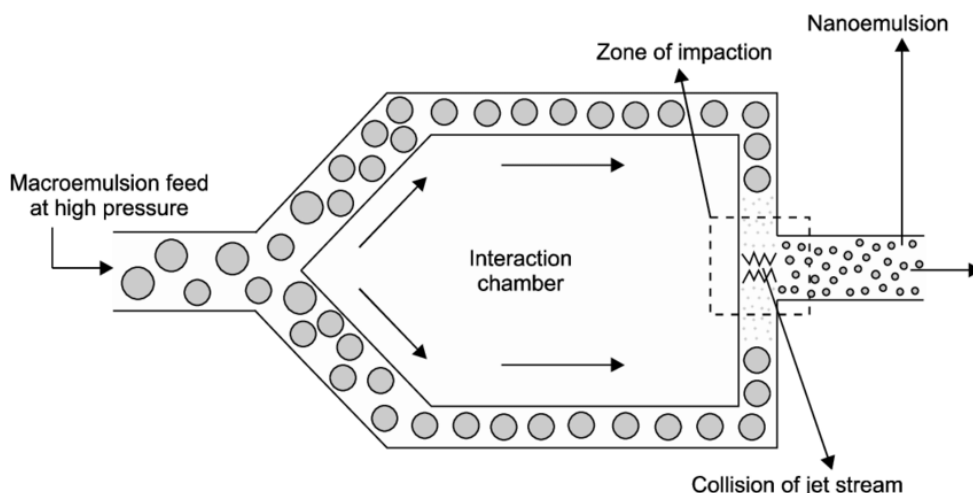 Nanoemulsion
Zone of impaction
Macroemulsion feed
at high pressure
Interaction
chamber
Collision of jet stream